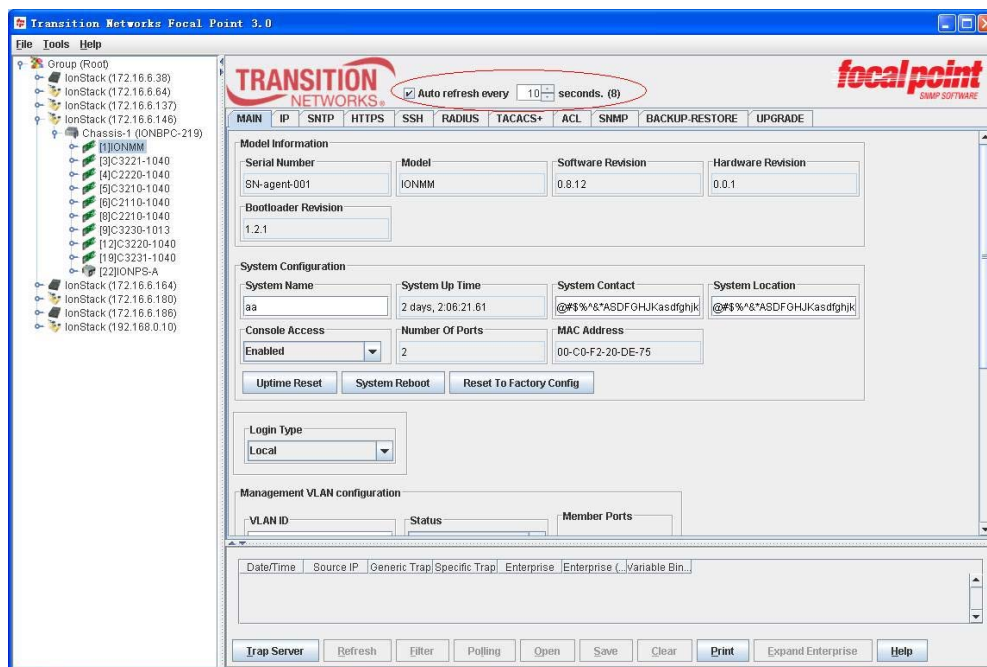 Transition Networks Focal Point 3.0
File Tools Help
Group (Root)
IonStack (172.16.6.38)
IonStack (172.16.6.64)
IonStack (172.16.6.137)
IonStack (172.16.6.146)
Chassis-1 (IONBPC-219)
[1]IONMM
[3]C3221-1040
[4]C2220-1040
[5]C3210-1040
[6]C2110-1040
[8]C2210-1040
[9]C3230-1013
[12]C3220-1040
[19]C3231-1040
[22]IONPS-A
IonStack (172.16.6.164)
IonStack (172.16.6.180)
IonStack (172.16.6.186)
IonStack (192.168.0.10)
TRANSITION NETWORKS®
Auto refresh every 10 seconds. (8)
focalpoint
SNMP SOFTWARE
MAIN IP SNTP HTTPS SSH RADIUS TACACS+ ACL SNMP BACKUP-RESTORE UPGRADE
Model Information
Serial Number Model Software Revision Hardware Revision
SN-agent-001 IONMM 0.8.12 0.0.1
Bootloader Revision
1.2.1
System Configuration
System Name System Up Time System Contact System Location
aa 2 days, 2:06:21.61 @#$%^&*ASDFGHJKasdfghjk @#$%^&*ASDFGHJKasdfghjk
Console Access Number Of Ports MAC Address
Enabled 2 00-C0-F2-20-DE-75
Uptime Reset System Reboot Reset To Factory Config
Login Type
Local
Management VLAN configuration
VLAN ID Status Member Ports
Date/Time Source IP Generic Trap Specific Trap Enterprise Enterprise (... Variable Bin...
Trap Server Refresh Filter Polling Open Save Clear Print Expand Enterprise Help